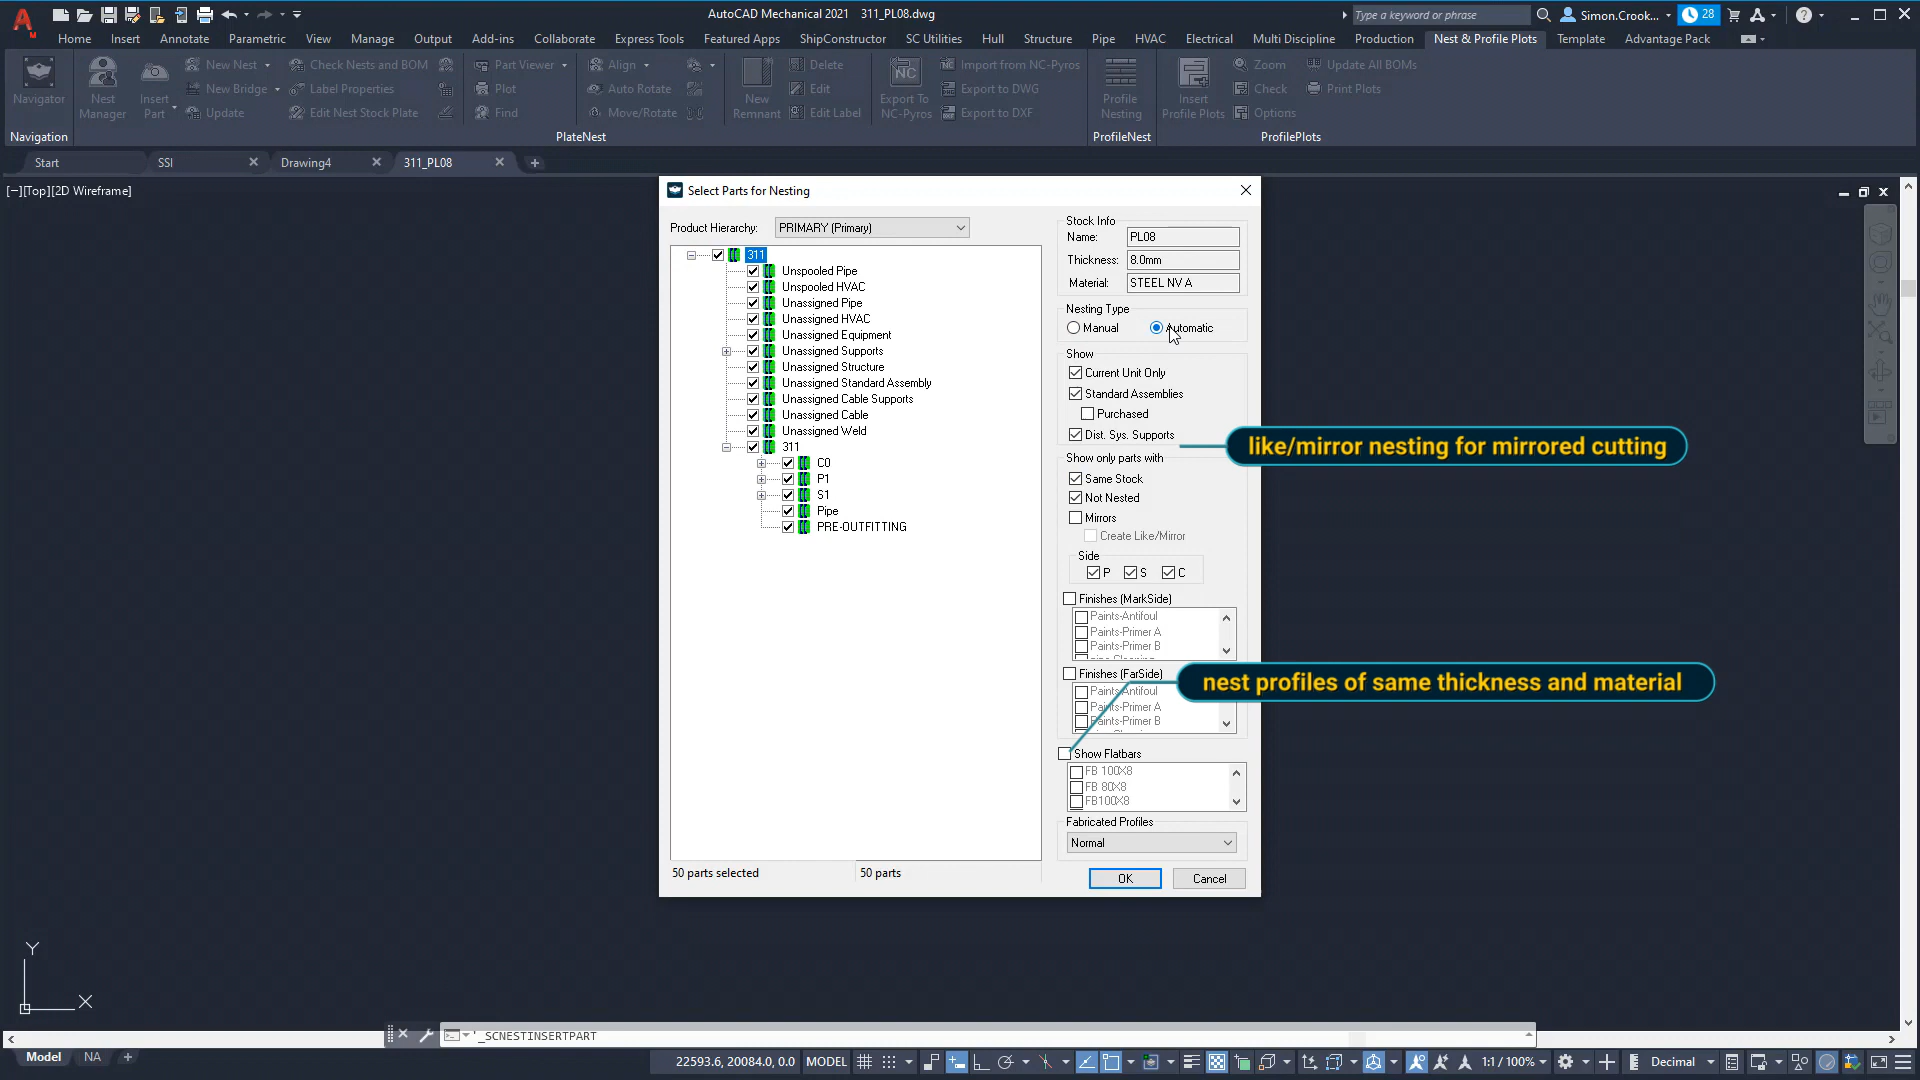 AutoCAD Mechanical 2021 311_PL08.dwg
Type a keyword or phrase
Simon.Crook...
28
Home Insert Annotate Parametric View Manage Output Add-ins Collaborate Express Tools Featured Apps ShipConstructor SC Utilities Hull Structure Pipe HVAC Electrical Multi Discipline Production Nest & Profile Plots Template Advantage Pack
Navigator
Navigation
Nest
Manager
Insert
Part
New Nest
New Bridge
Update
Check Nests and BOM
Label Properties
Edit Nest Stock Plate
Part Viewer
Plot
Find
Align
Auto Rotate
Move/Rotate
New
Remnant
Delete
Edit
Edit Label
NC
Export To
NC-Pyros
Import from NC-Pyros
Export to DWG
Export to DXF
PlateNest
Profile
Nesting
ProfileNest
Insert
Profile Plots
Zoom
Check
Options
Update All BOMs
Print Plots
ProfilePlots
Start
SSI
Drawing4
311_PL08
[−][Top][2D Wireframe]
Select Parts for Nesting
Product Hierarchy: PRIMARY (Primary)
311
Unspooled Pipe
Unspooled HVAC
Unassigned Pipe
Unassigned HVAC
Unassigned Equipment
Unassigned Supports
Unassigned Structure
Unassigned Standard Assembly
Unassigned Cable Supports
Unassigned Cable
Unassigned Weld
311
C0
P1
S1
Pipe
PRE-OUTFITTING
50 parts selected
50 parts
Stock Info
Name: PL08
Thickness: 8.0mm
Material: STEEL NV A
Nesting Type
Manual Automatic
Show
Current Unit Only
Standard Assemblies
Purchased
Dist. Sys. Supports
like/mirror nesting for mirrored cutting
Show only parts with
Same Stock
Not Nested
Mirrors
Create Like/Mirror
Side
P S C
Finishes (MarkSide)
Paints-Antifoul
Paints-Primer A
Paints-Primer B
Finishes (FarSide)
nest profiles of same thickness and material
Paints-Antifoul
Paints-Primer A
Paints-Primer B
Show Flatbars
FB 100X8
FB 80X8
FB100X8
Fabricated Profiles
Normal
OK Cancel
Y
X
'_SCNESTINSERTPART
Model NA
22593.6, 20084.0, 0.0 MODEL
1:1 / 100%
Decimal